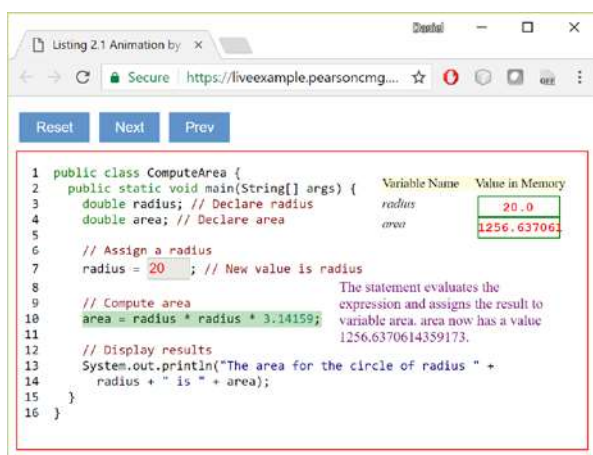 Daniel
Listing 2.1 Animation by ×
Secure https://liveexample.pearsoncmg....
OFF
Reset Next Prev
1 public class ComputeArea {
2 public static void main(String[] args) {
3 double radius; // Declare radius
4 double area; // Declare area
5
6 // Assign a radius
7 radius = 20 ; // New value is radius
8
9 // Compute area
10 area = radius * radius * 3.14159;
11
12 // Display results
13 System.out.println("The area for the circle of radius " +
14 radius + " is " + area);
15 }
16 }
Variable Name Value in Memory
radius 20.0
area 1256.637061
The statement evaluates the
expression and assigns the result to
variable area. area now has a value
1256.6370614359173.